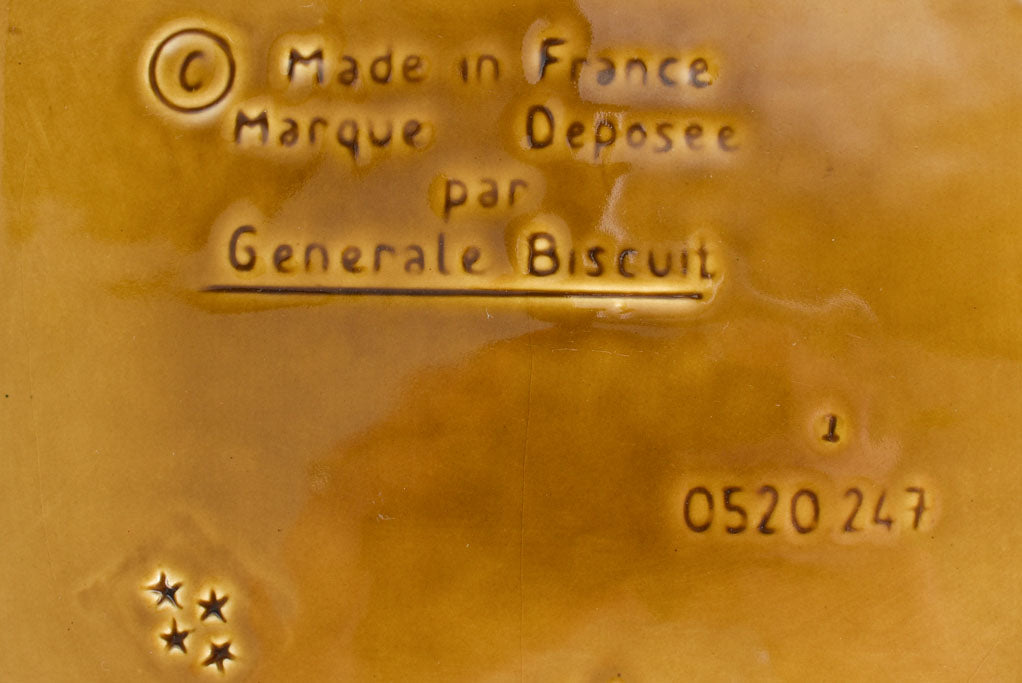 © Made in France
Marque Deposee
par
Generale Biscuit
1
0520 247